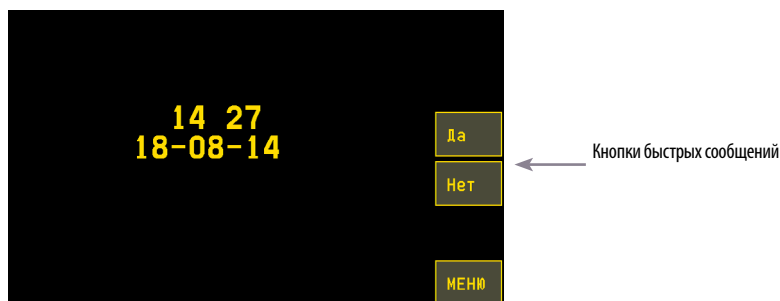 14 27
18-08-14
Да
Кнопки быстрых сообщений
Нет
МЕНЮ